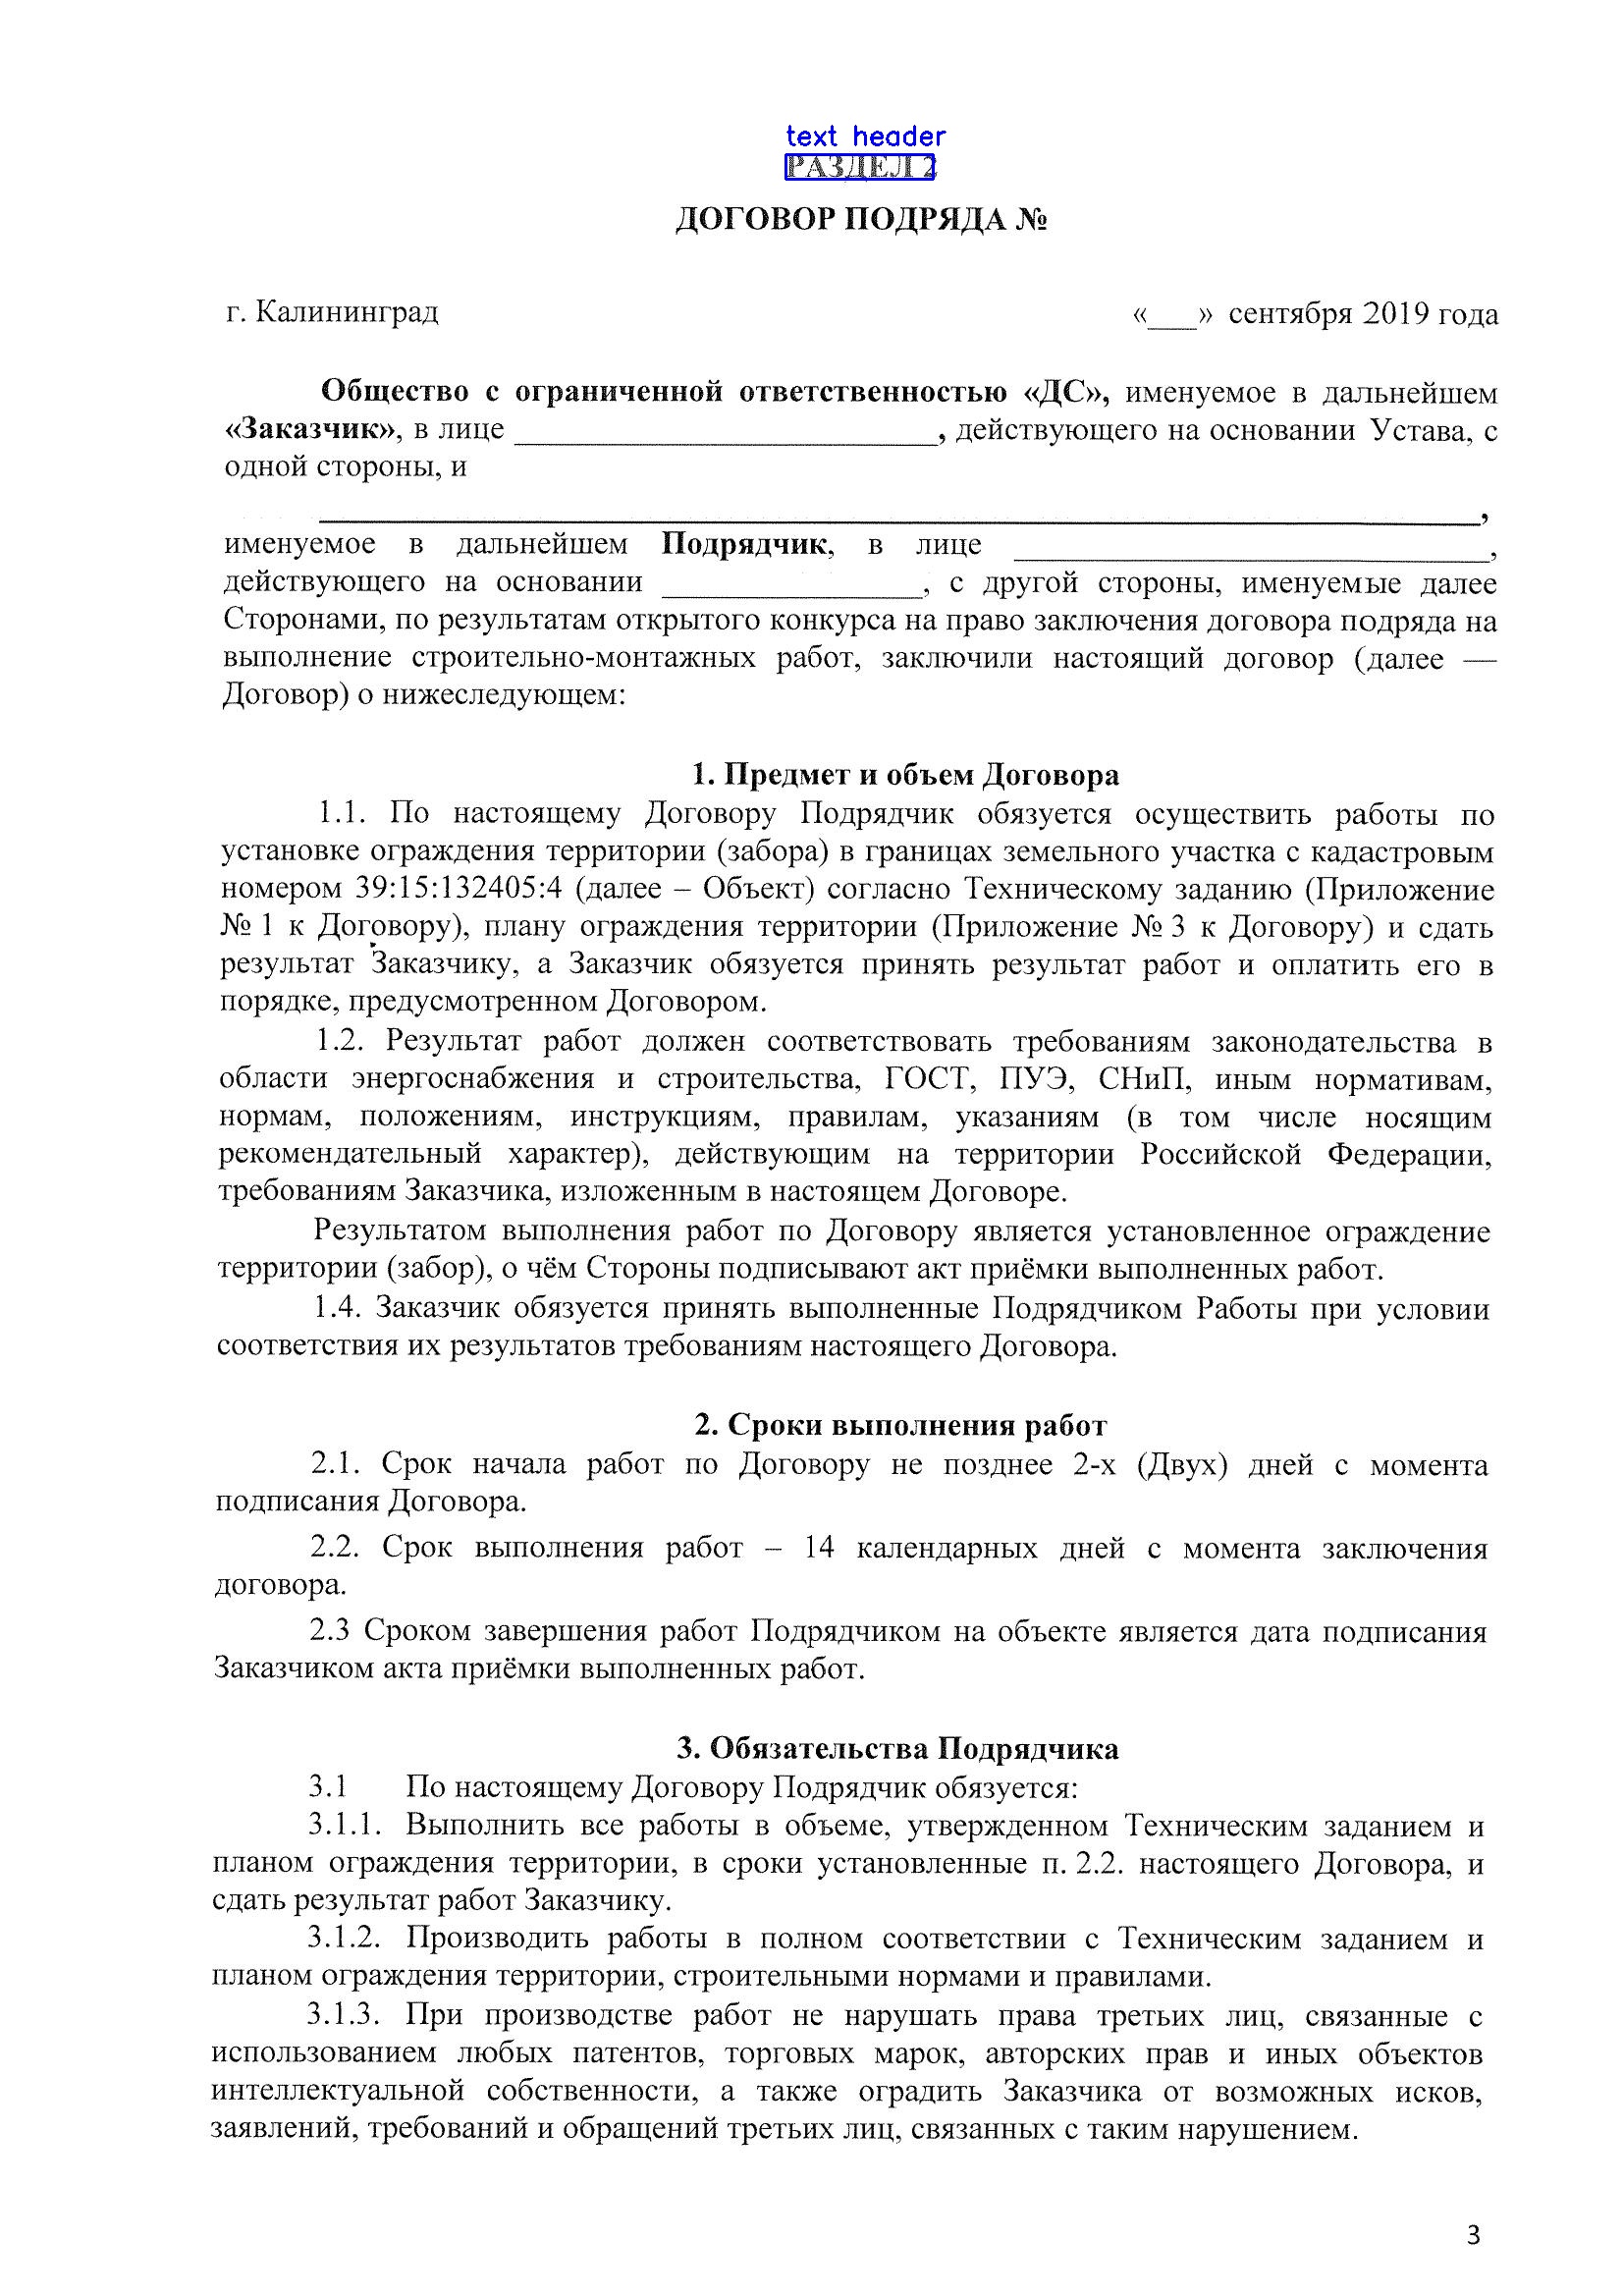 text header
РАЗДЕЛ 2
ДОГОВОР ПОДРЯДА №
г. Калининград «___» сентября 2019 года
Общество с ограниченной ответственностью «ДС», именуемое в дальнейшем
«Заказчик», в лице __________________________, действующего на основании Устава, с
одной стороны, и
______________________________________________________________________,
именуемое в дальнейшем Подрядчик, в лице _____________________________,
действующего на основании ________________, с другой стороны, именуемые далее
Сторонами, по результатам открытого конкурса на право заключения договора подряда на
выполнение строительно-монтажных работ, заключили настоящий договор (далее —
Договор) о нижеследующем:
1. Предмет и объем Договора
1.1. По настоящему Договору Подрядчик обязуется осуществить работы по
установке ограждения территории (забора) в границах земельного участка с кадастровым
номером 39:15:132405:4 (далее – Объект) согласно Техническому заданию (Приложение
№ 1 к Договору), плану ограждения территории (Приложение № 3 к Договору) и сдать
результат Заказчику, а Заказчик обязуется принять результат работ и оплатить его в
порядке, предусмотренном Договором.
1.2. Результат работ должен соответствовать требованиям законодательства в
области энергоснабжения и строительства, ГОСТ, ПУЭ, СНиП, иным нормативам,
нормам, положениям, инструкциям, правилам, указаниям (в том числе носящим
рекомендательный характер), действующим на территории Российской Федерации,
требованиям Заказчика, изложенным в настоящем Договоре.
Результатом выполнения работ по Договору является установленное ограждение
территории (забор), о чём Стороны подписывают акт приёмки выполненных работ.
1.4. Заказчик обязуется принять выполненные Подрядчиком Работы при условии
соответствия их результатов требованиям настоящего Договора.
2. Сроки выполнения работ
2.1. Срок начала работ по Договору не позднее 2-х (Двух) дней с момента
подписания Договора.
2.2. Срок выполнения работ – 14 календарных дней с момента заключения
договора.
2.3 Сроком завершения работ Подрядчиком на объекте является дата подписания
Заказчиком акта приёмки выполненных работ.
3. Обязательства Подрядчика
3.1 По настоящему Договору Подрядчик обязуется:
3.1.1. Выполнить все работы в объеме, утвержденном Техническим заданием и
планом ограждения территории, в сроки установленные п. 2.2. настоящего Договора, и
сдать результат работ Заказчику.
3.1.2. Производить работы в полном соответствии с Техническим заданием и
планом ограждения территории, строительными нормами и правилами.
3.1.3. При производстве работ не нарушать права третьих лиц, связанные с
использованием любых патентов, торговых марок, авторских прав и иных объектов
интеллектуальной собственности, а также оградить Заказчика от возможных исков,
заявлений, требований и обращений третьих лиц, связанных с таким нарушением.
3